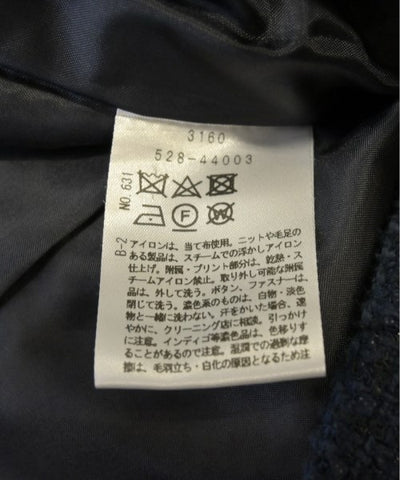 3160
528-44003
NO.631
F
W
B-2
アイロンは、当て布使用。ニットや毛足の
ある製品は、スチームでの浮かしアイロン
仕上げ。附属・プリント部分は、乾熱・ス
チームアイロン禁止。取り外し可能な附属
品は、外して洗う。ボタン、ファスナーは、
閉じて洗う。濃色系のものは、白物・淡色
物と一緒に洗わない。汗をかいた場合、速
やかに、クリーニング店に相談。引っかけ
に注意。インディゴ等濃色品は、色移りす
ることがあるので注意。湿潤での過剰な摩
擦は、毛羽立ち・白化の原因となるため注